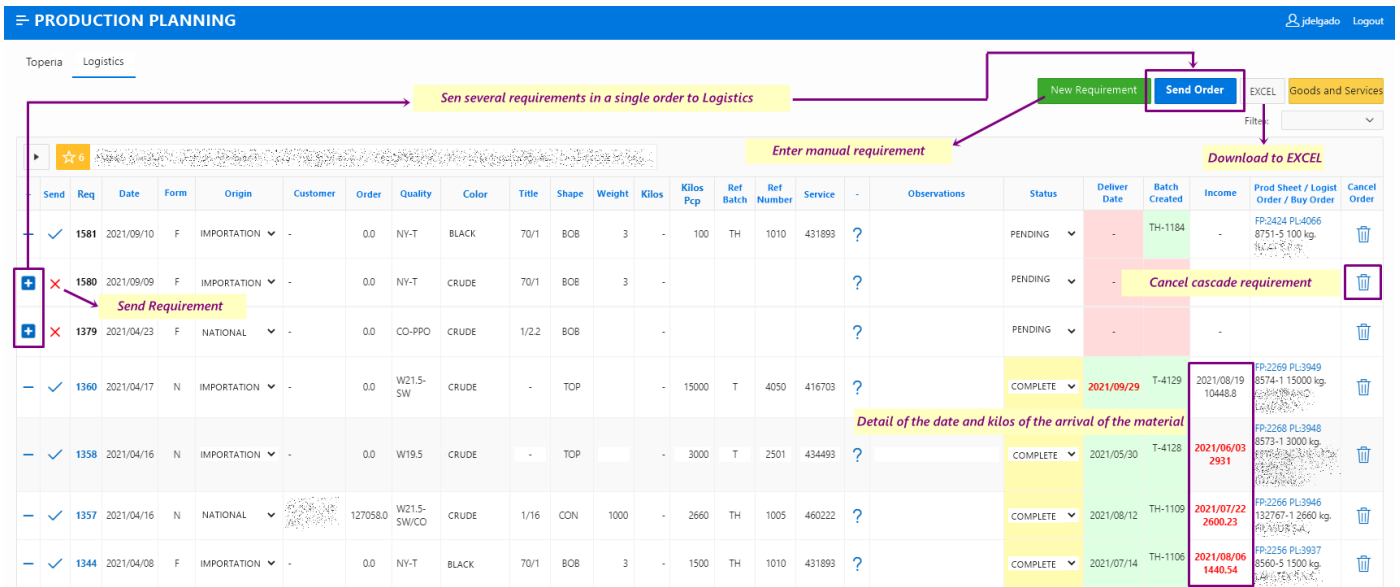 PRODUCTION PLANNING jdelgado Logout
Toperia Logistics
Sen several requirements in a single order to Logistics
New Requirement Send Order EXCEL Goods and Services
Filter:
6 Enter manual requirement Download to EXCEL
- Send Req Date Form Origin Customer Order Quality Color Title Shape Weight Kilos Kilos Pcp Ref Batch Ref Number Service - Observations Status Deliver Date Batch Created Income Prod Sheet / Logist Order / Buy Order Cancel Order
1581 2021/09/10 F IMPORTATION - 0.0 NY-T BLACK 70/1 BOB 3 - 100 TH 1010 431893 ? PENDING - TH-1184 - FP:2424 PL:4066 8751-5 100 kg.
1580 2021/09/09 F IMPORTATION - 0.0 NY-T CRUDE 70/1 BOB 3 - ? PENDING - Cancel cascade requirement
Send Requirement
1379 2021/04/23 F NATIONAL - 0.0 CO-PPO CRUDE 1/2.2 BOB - ? PENDING - -
1360 2021/04/17 N IMPORTATION - 0.0 W21.5-SW CRUDE - TOP - 15000 T 4050 416703 ? COMPLETE 2021/09/29 T-4129 2021/08/19 10448.8 FP:2269 PL:3949 8574-1 15000 kg.
Detail of the date and kilos of the arrival of the material
1358 2021/04/16 N IMPORTATION - 0.0 W19.5 CRUDE - TOP - 3000 T 2501 434493 ? COMPLETE 2021/05/30 T-4128 2021/06/03 2931 FP:2268 PL:3948 8573-1 3000 kg.
1357 2021/04/16 N NATIONAL 127058.0 W21.5-SW/CO CRUDE 1/16 CON 1000 - 2660 TH 1005 460222 ? COMPLETE 2021/08/12 TH-1109 2021/07/22 2600.23 FP:2266 PL:3946 132767-1 2660 kg.
1344 2021/04/08 F IMPORTATION - 0.0 NY-T BLACK 70/1 BOB 3 - 1500 TH 1010 431893 ? COMPLETE 2021/07/14 TH-1106 2021/08/06 1440.54 FP:2256 PL:3937 8560-5 1500 kg.